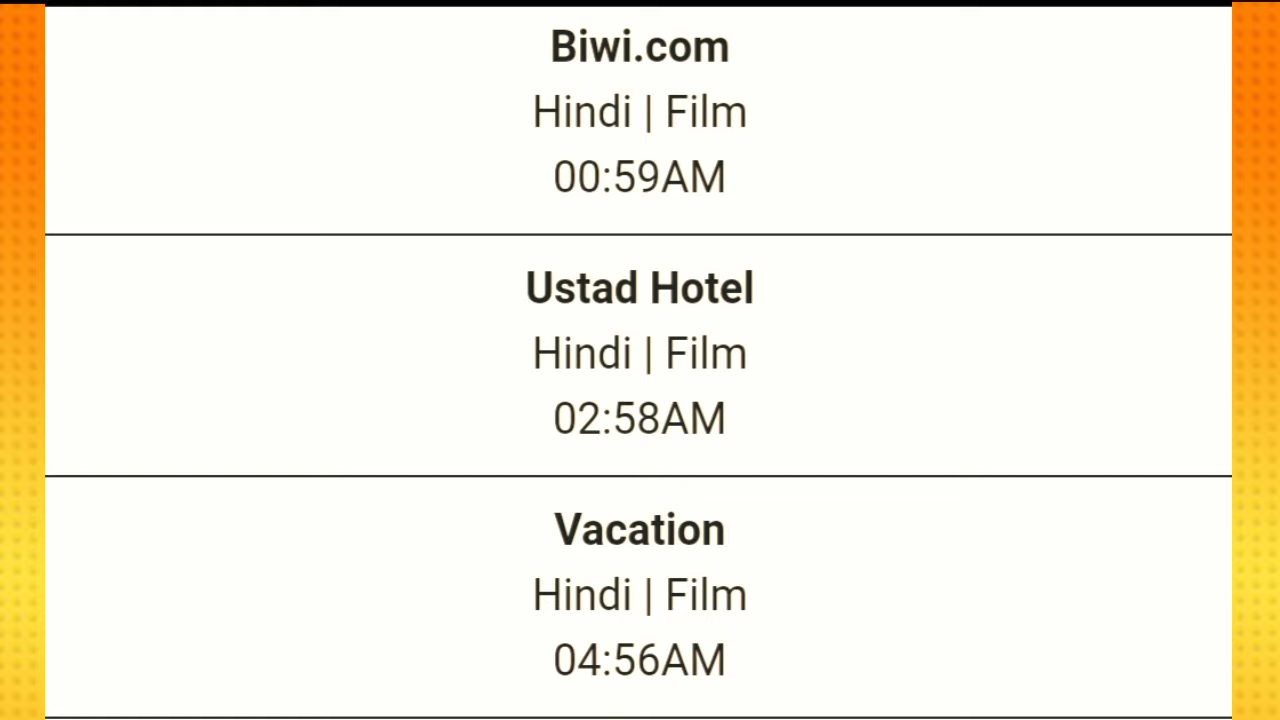 Biwi.com
Hindi | Film
00:59AM
Ustad Hotel
Hindi | Film
02:58AM
Vacation
Hindi | Film
04:56AM